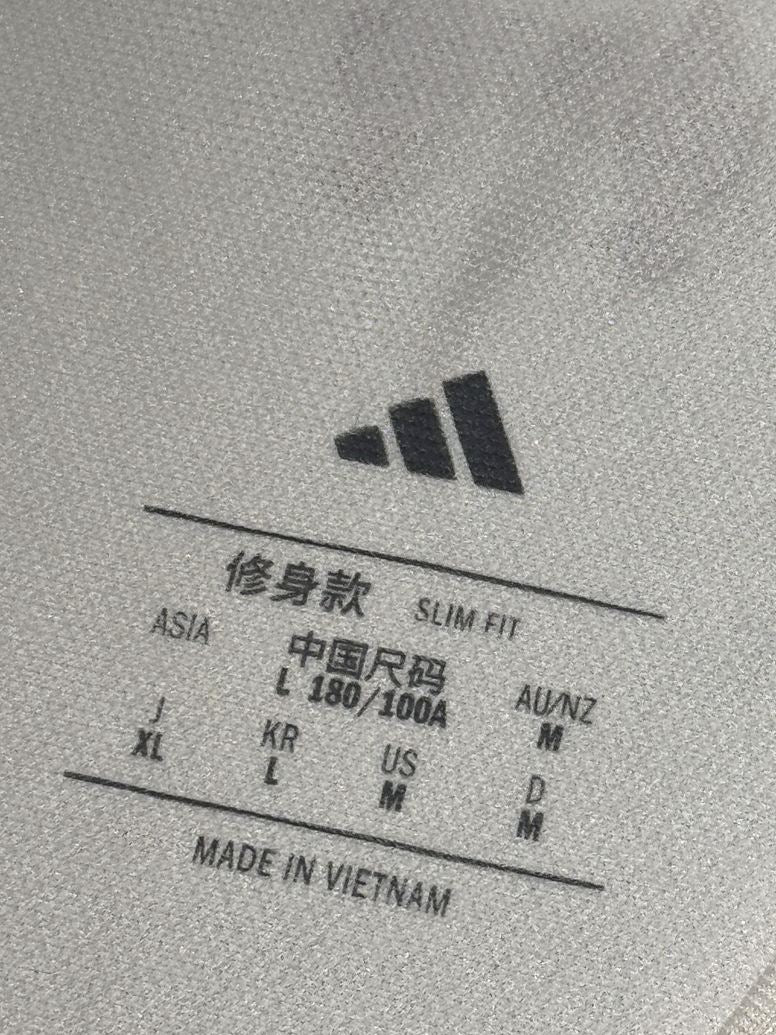 修身款 SLIM FIT
ASIA 中国尺码 AU/NZ
L 180/100A M
J KR US D
XL L M M
MADE IN VIETNAM